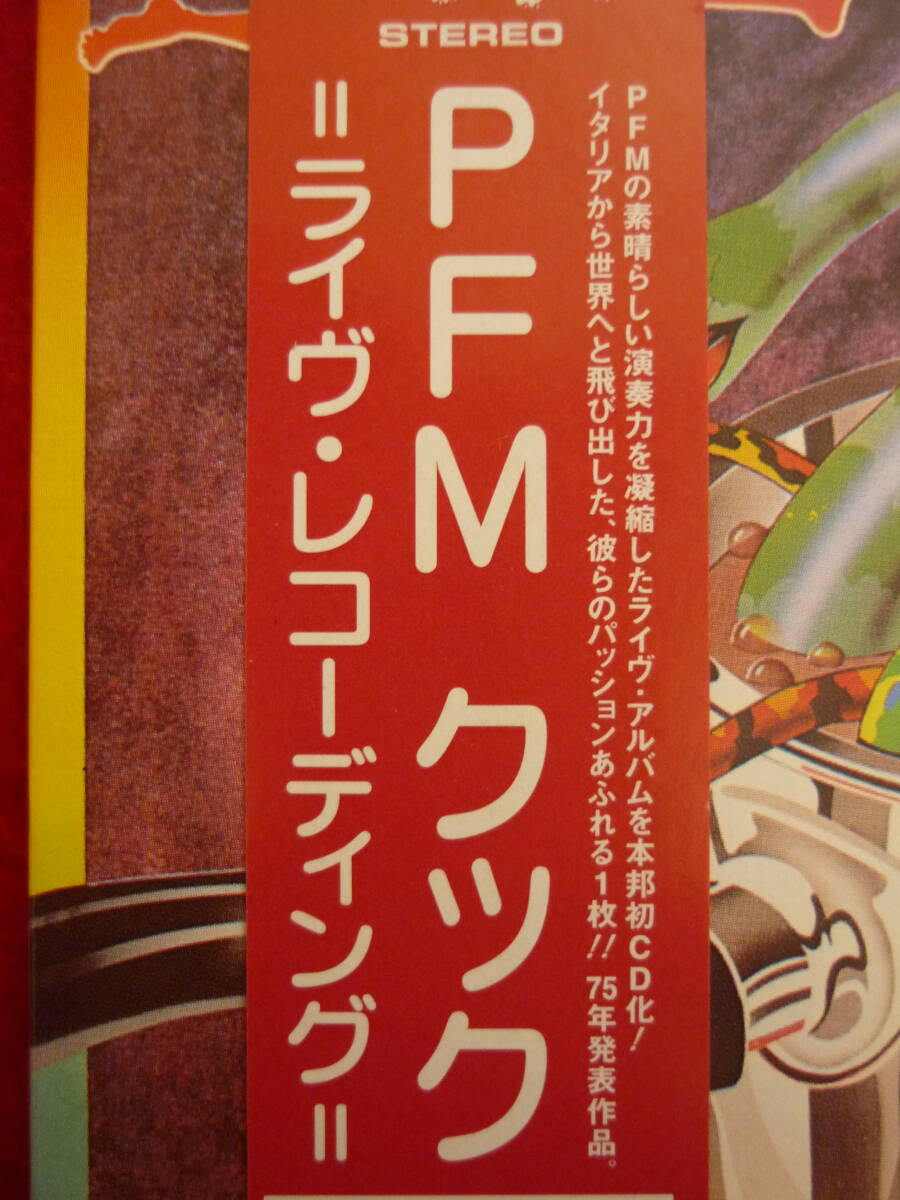 STEREO
PFMの素晴らしい演奏力を凝縮したライヴ・アルバムを本邦初CD化!
イタリアから世界へと飛び出した、彼らのパッションあふれる1枚!! 75年発表作品。
PFM クック
=ライヴ・レコーディング=